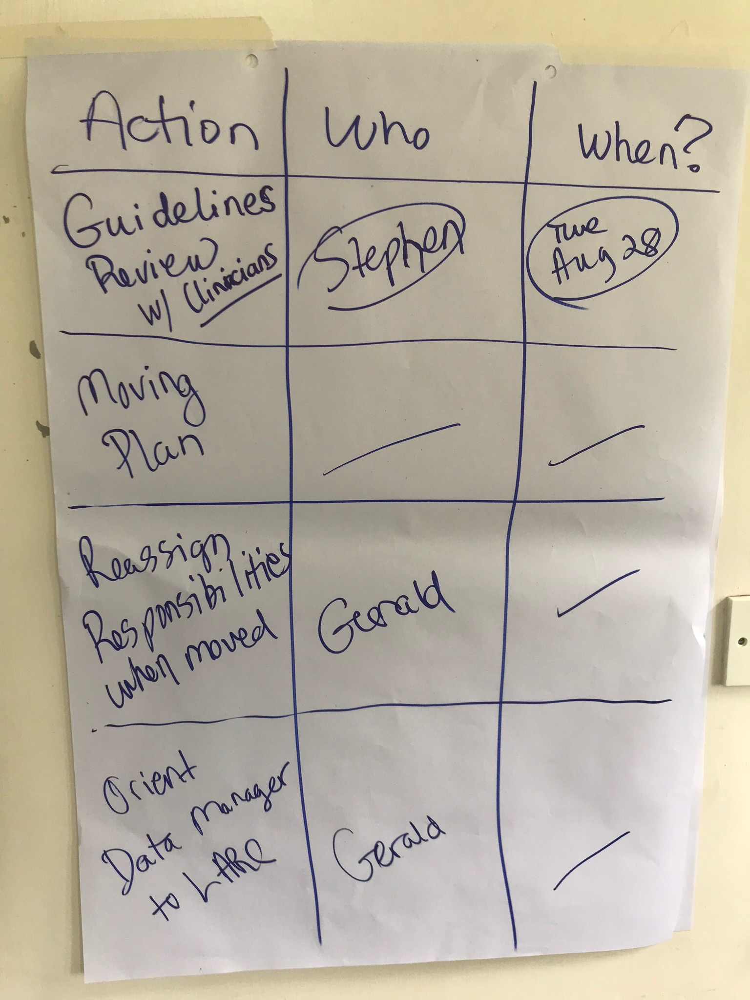 Action Who When?
Guidelines
Review
w/ Clinicians
Stephen
Tue
Aug 28
Moving
Plan
Reassign
Responsibilities
when moved
Gerald
Orient
Data Manager
to LARC
Gerald